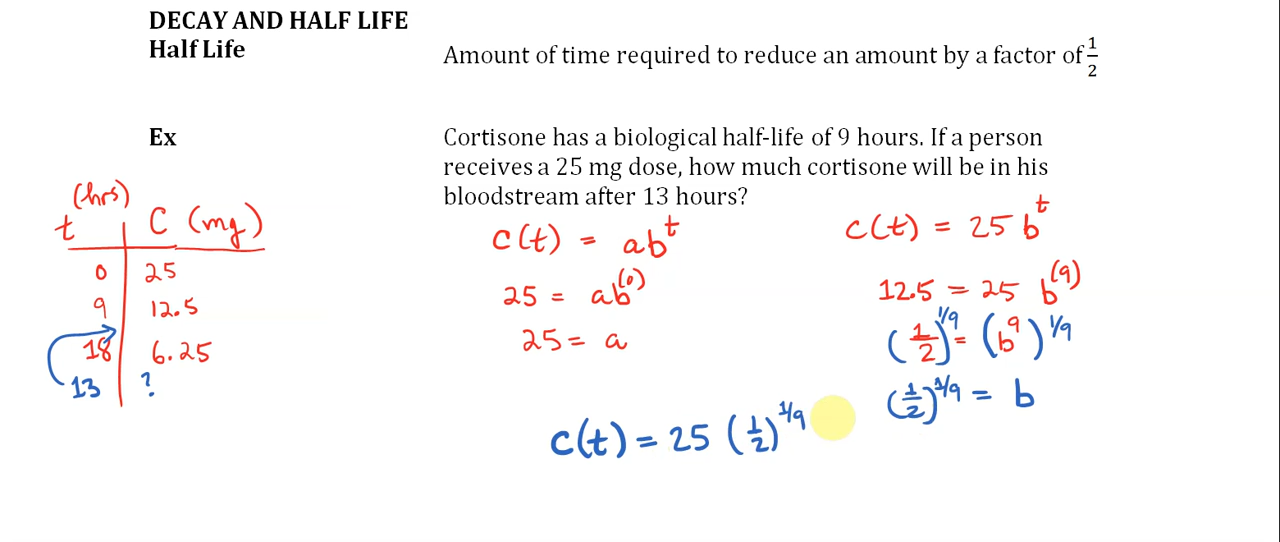 DECAY AND HALF LIFE
Half Life
Amount of time required to reduce an amount by a factor of 1/2
Ex
Cortisone has a biological half-life of 9 hours. If a person
receives a 25 mg dose, how much cortisone will be in his
bloodstream after 13 hours?
(hrs)
t C (mg)
0 25
9 12.5
18 6.25
13 ?
c(t) = ab^t
25 = ab^(0)
25 = a
c(t) = 25 b^t
12.5 = 25 b^(9)
(1/2)^1/9 = (b^9)^1/9
(1/2)^1/9 = b
c(t) = 25 (1/2)^1/9